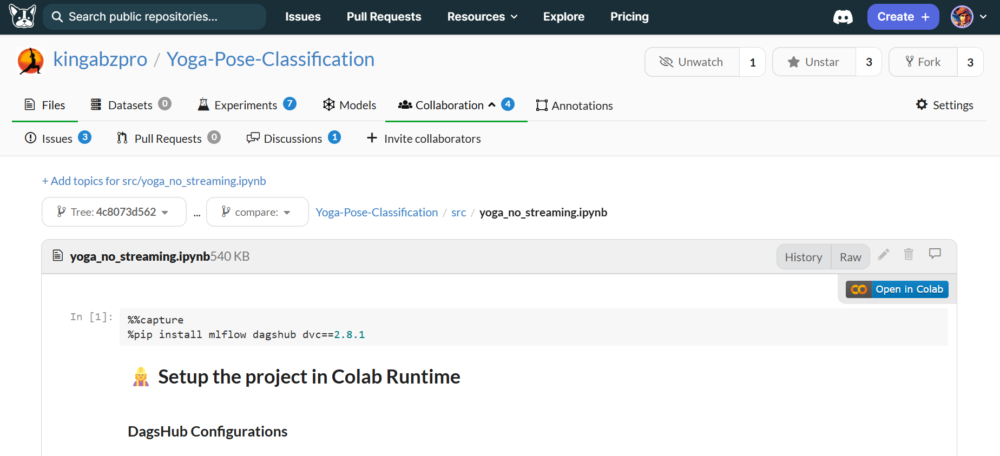 Search public repositories... Issues Pull Requests Resources Explore Pricing Create +
kingabzpro / Yoga-Pose-Classification Unwatch 1 Unstar 3 Fork 3
Files Datasets 0 Experiments 7 Models Collaboration 4 Annotations Settings
Issues 3 Pull Requests 0 Discussions 1 + Invite collaborators
+ Add topics for src/yoga_no_streaming.ipynb
Tree: 4c8073d562 ... compare: Yoga-Pose-Classification / src / yoga_no_streaming.ipynb
yoga_no_streaming.ipynb 540 KB History Raw
Open in Colab
In [1]: %%capture
%pip install mlflow dagshub dvc==2.8.1
Setup the project in Colab Runtime
DagsHub Configurations